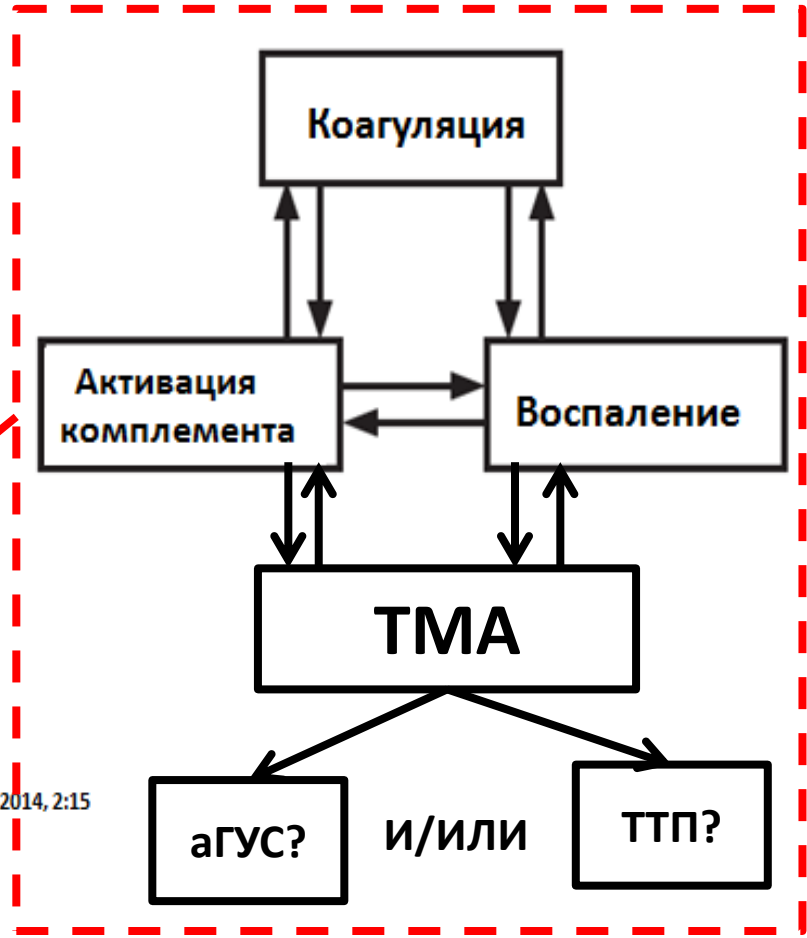 Коагуляция
Активация
комплемента
Воспаление
ТМА
2014, 2:15
аГУС?
И/ИЛИ
ТТП?